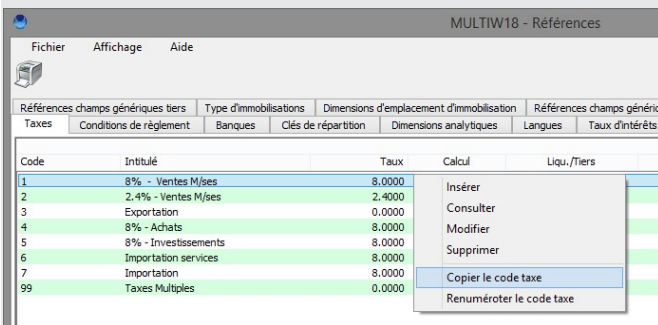 MULTIW18 - Références
Fichier Affichage Aide
Références champs génériques tiers Type d'immobilisations Dimensions d'emplacement d'immobilisation Références champs généric
Taxes Conditions de règlement Banques Clés de répartition Dimensions analytiques Langues Taux d'intérêts
Code Intitulé Taux Calcul Liqu./Tiers
1 8% - Ventes M/ses 8.0000
2 2.4% - Ventes M/ses 2.4000
3 Exportation 0.0000
4 8% - Achats 8.0000
5 8% - Investissements 8.0000
6 Importation services 8.0000
7 Importation 8.0000
99 Taxes Multiples 0.0000
Insérer
Consulter
Modifier
Supprimer
Copier le code taxe
Renuméroter le code taxe